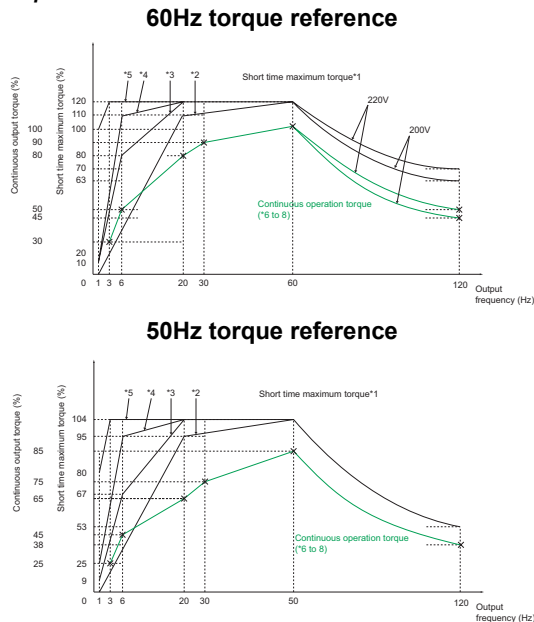 60Hz torque reference
*5 *4 *3 *2 Short time maximum torque*1
Continuous output torque (%)
Short time maximum torque (%)
120
110
100 100
90
80 80
70
63
50
45
30
20
10
220V
200V
Continuous operation torque
(*6 to 8)
0 1 3 6 20 30 60 120
Output
frequency (Hz)
50Hz torque reference
*5 *4 *3 *2 Short time maximum torque*1
Continuous output torque (%)
Short time maximum torque (%)
104
95
85
80
75
67
65
53
45
38
25 25
9
Continuous operation torque
(*6 to 8)
0 1 3 6 20 30 50 120
Output
frequency (Hz)